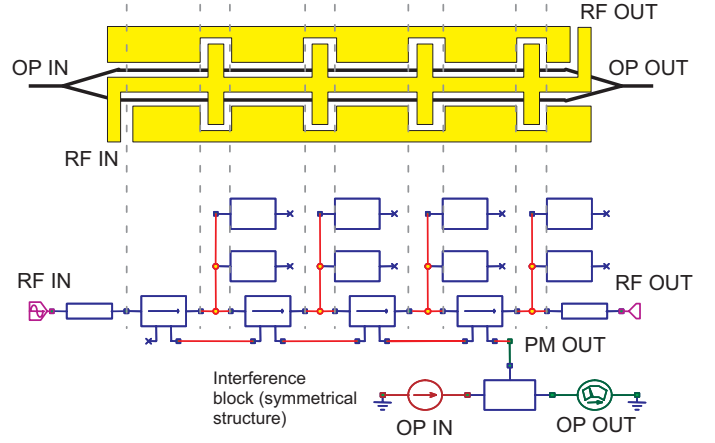 RF OUT
OP IN
OP OUT
RF IN
RF IN
RF OUT
PM OUT
Interference
block (symmetrical
structure)
OP IN
OP OUT